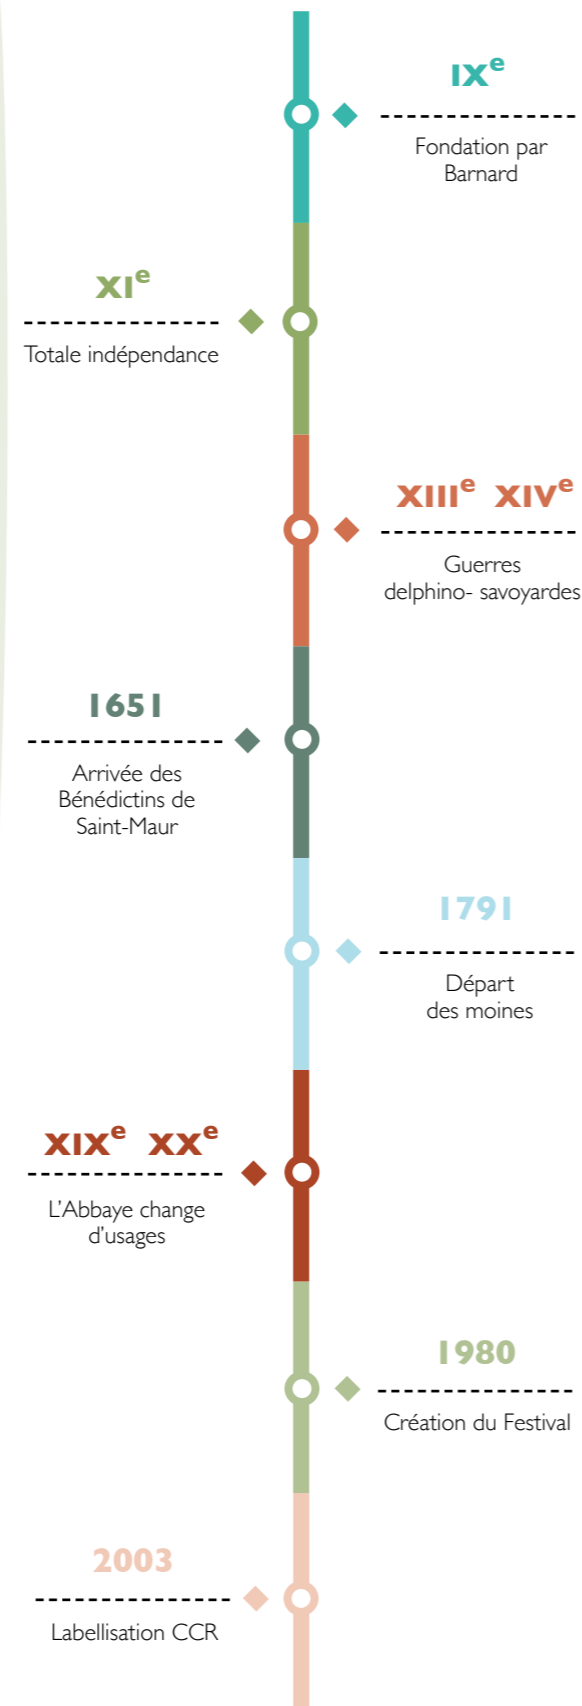 IXe
Fondation par
Barnard
XIe
Totale indépendance
XIIIe XIVe
Guerres
delphino- savoyardes
1651
Arrivée des
Bénédictins de
Saint-Maur
1791
Départ
des moines
XIXe XXe
L'Abbaye change
d'usages
1980
Création du Festival
2003
Labellisation CCR